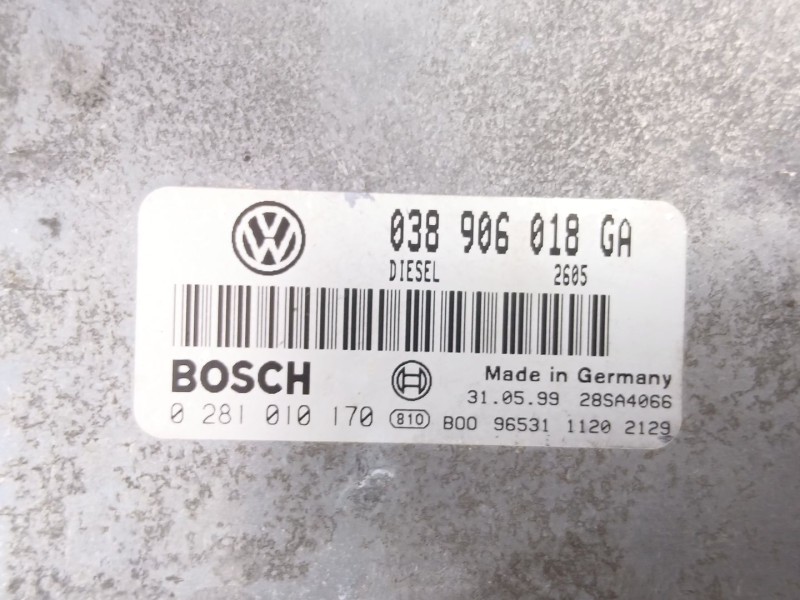 VW
038 906 018 GA
DIESEL 2605
BOSCH
Made in Germany
31.05.99 28SA4066
0 281 010 170 810 B00 96531 1120 2129